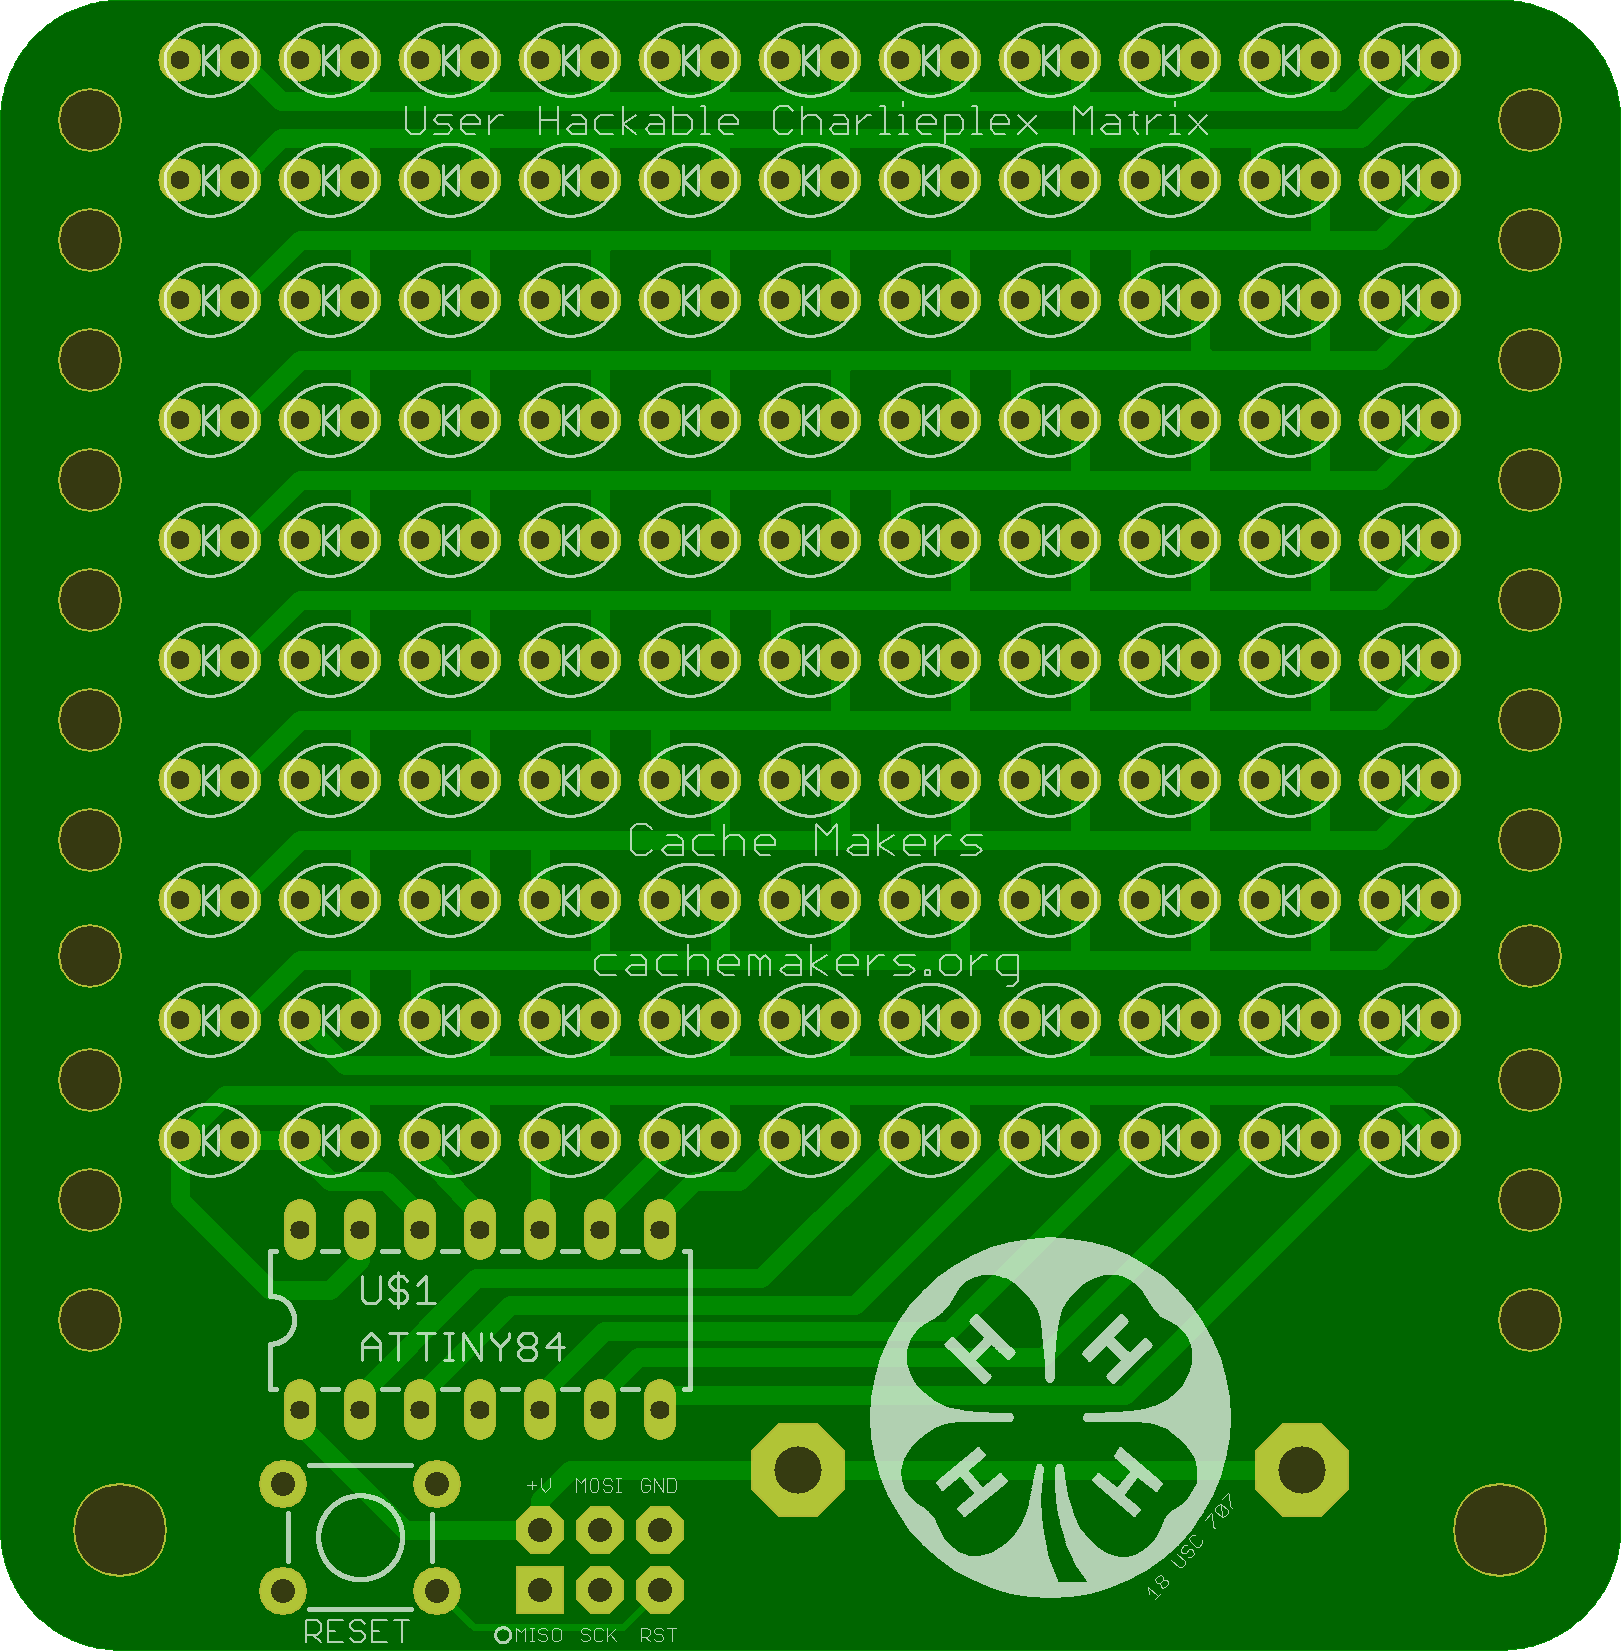 User Hackable Charlieplex Matrix
Cache Makers
cachemakers.org
U$1
ATTINY84
H H
H H
+V MOSI GND
18 USC 707
RESET
MISO SCK RST